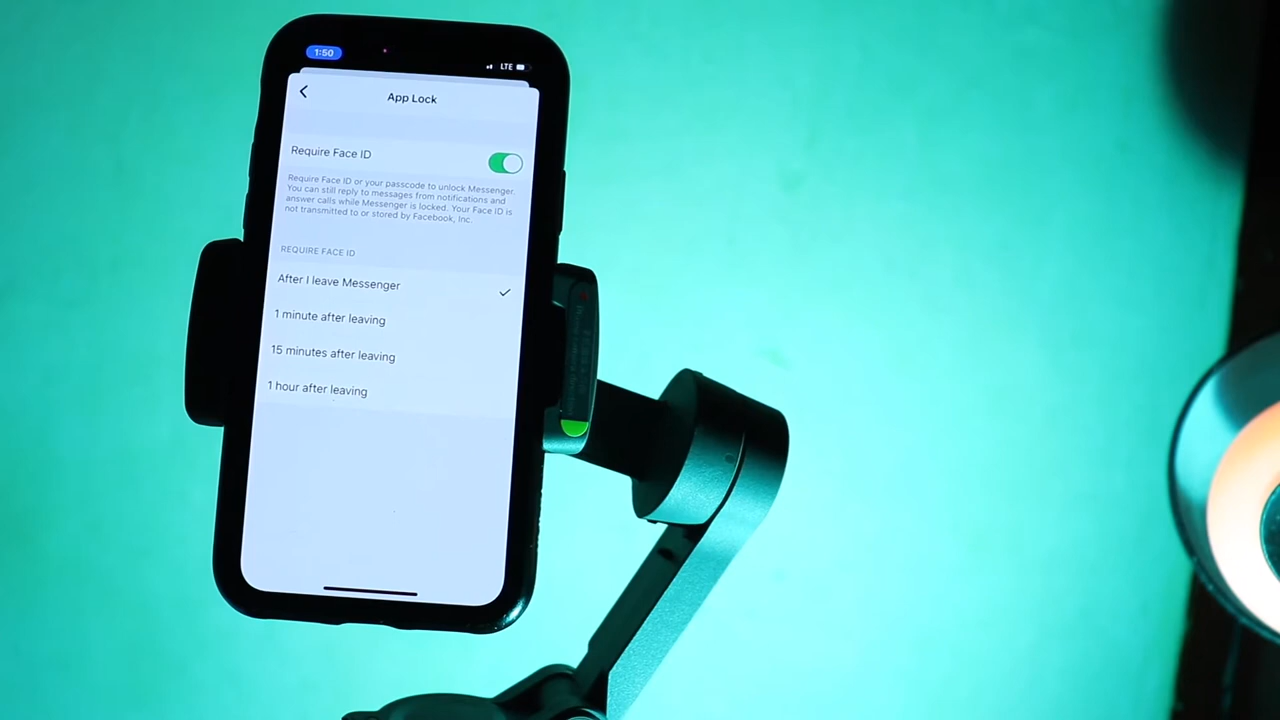 1:50
LTE
App Lock
Require Face ID
Require Face ID or your passcode to unlock Messenger.
You can still reply to messages from notifications and
answer calls while Messenger is locked. Your Face ID is
not transmitted to or stored by Facebook, Inc.
REQUIRE FACE ID
After I leave Messenger
1 minute after leaving
15 minutes after leaving
1 hour after leaving